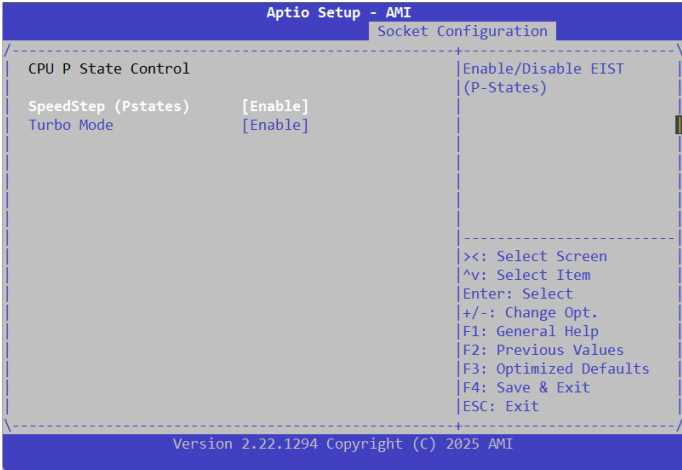 Aptio Setup - AMI
Socket Configuration
CPU P State Control
SpeedStep (Pstates) [Enable]
Turbo Mode [Enable]
Enable/Disable EIST
(P-States)
><: Select Screen
^v: Select Item
Enter: Select
+/-: Change Opt.
F1: General Help
F2: Previous Values
F3: Optimized Defaults
F4: Save & Exit
ESC: Exit
Version 2.22.1294 Copyright (C) 2025 AMI